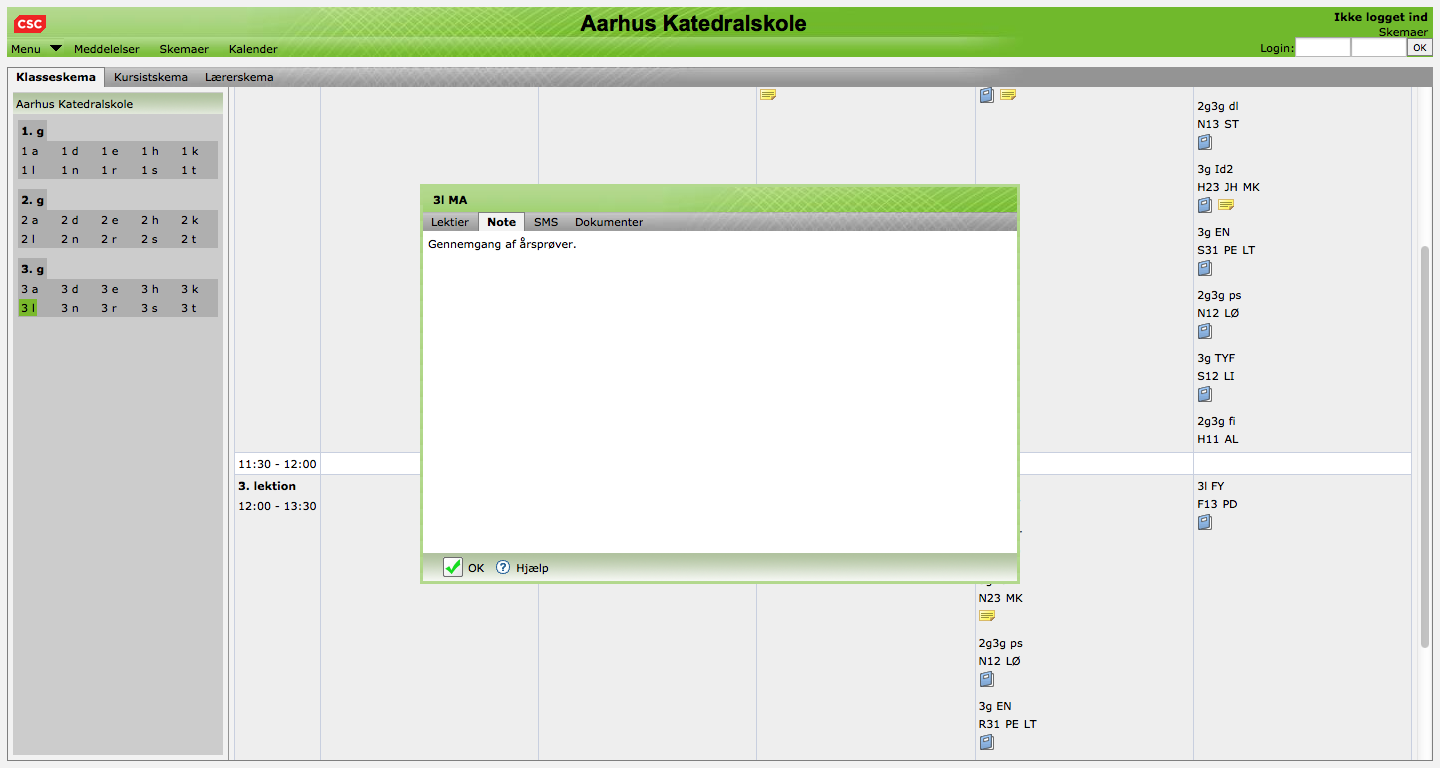 CSC
Aarhus Katedralskole
Ikke logget ind
Skemaer
Menu Meddelelser Skemaer Kalender
Login: OK
Klasseskema Kursistskema Lærerskema
Aarhus Katedralskole
1. g
1 a 1 d 1 e 1 h 1 k
1 l 1 n 1 r 1 s 1 t
2. g
2 a 2 d 2 e 2 h 2 k
2 l 2 n 2 r 2 s 2 t
3. g
3 a 3 d 3 e 3 h 3 k
3 l 3 n 3 r 3 s 3 t
3l MA
Lektier Note SMS Dokumenter
Gennemgang af årsprøver.
OK Hjælp
2g3g dl
N13 ST
3g Id2
H23 JH MK
3g EN
S31 PE LT
2g3g ps
N12 LØ
3g TYF
S12 LI
2g3g fi
H11 AL
11:30 - 12:00
3. lektion
12:00 - 13:30
N23 MK
2g3g ps
N12 LØ
3g EN
R31 PE LT
3l FY
F13 PD